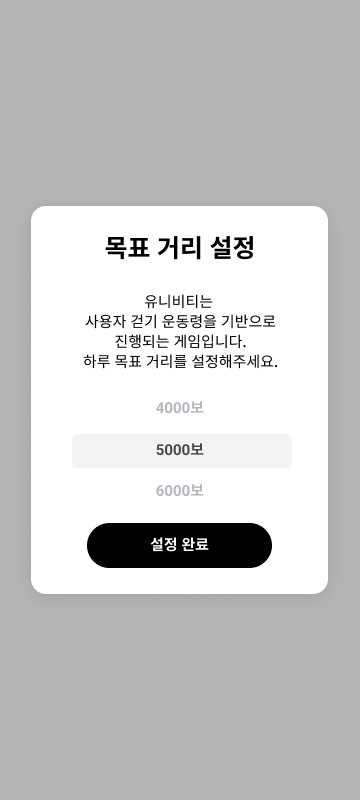 목표 거리 설정
유니비티는
사용자 걷기 운동령을 기반으로
진행되는 게임입니다.
하루 목표 거리를 설정해주세요.
4000보
5000보
6000보
설정 완료